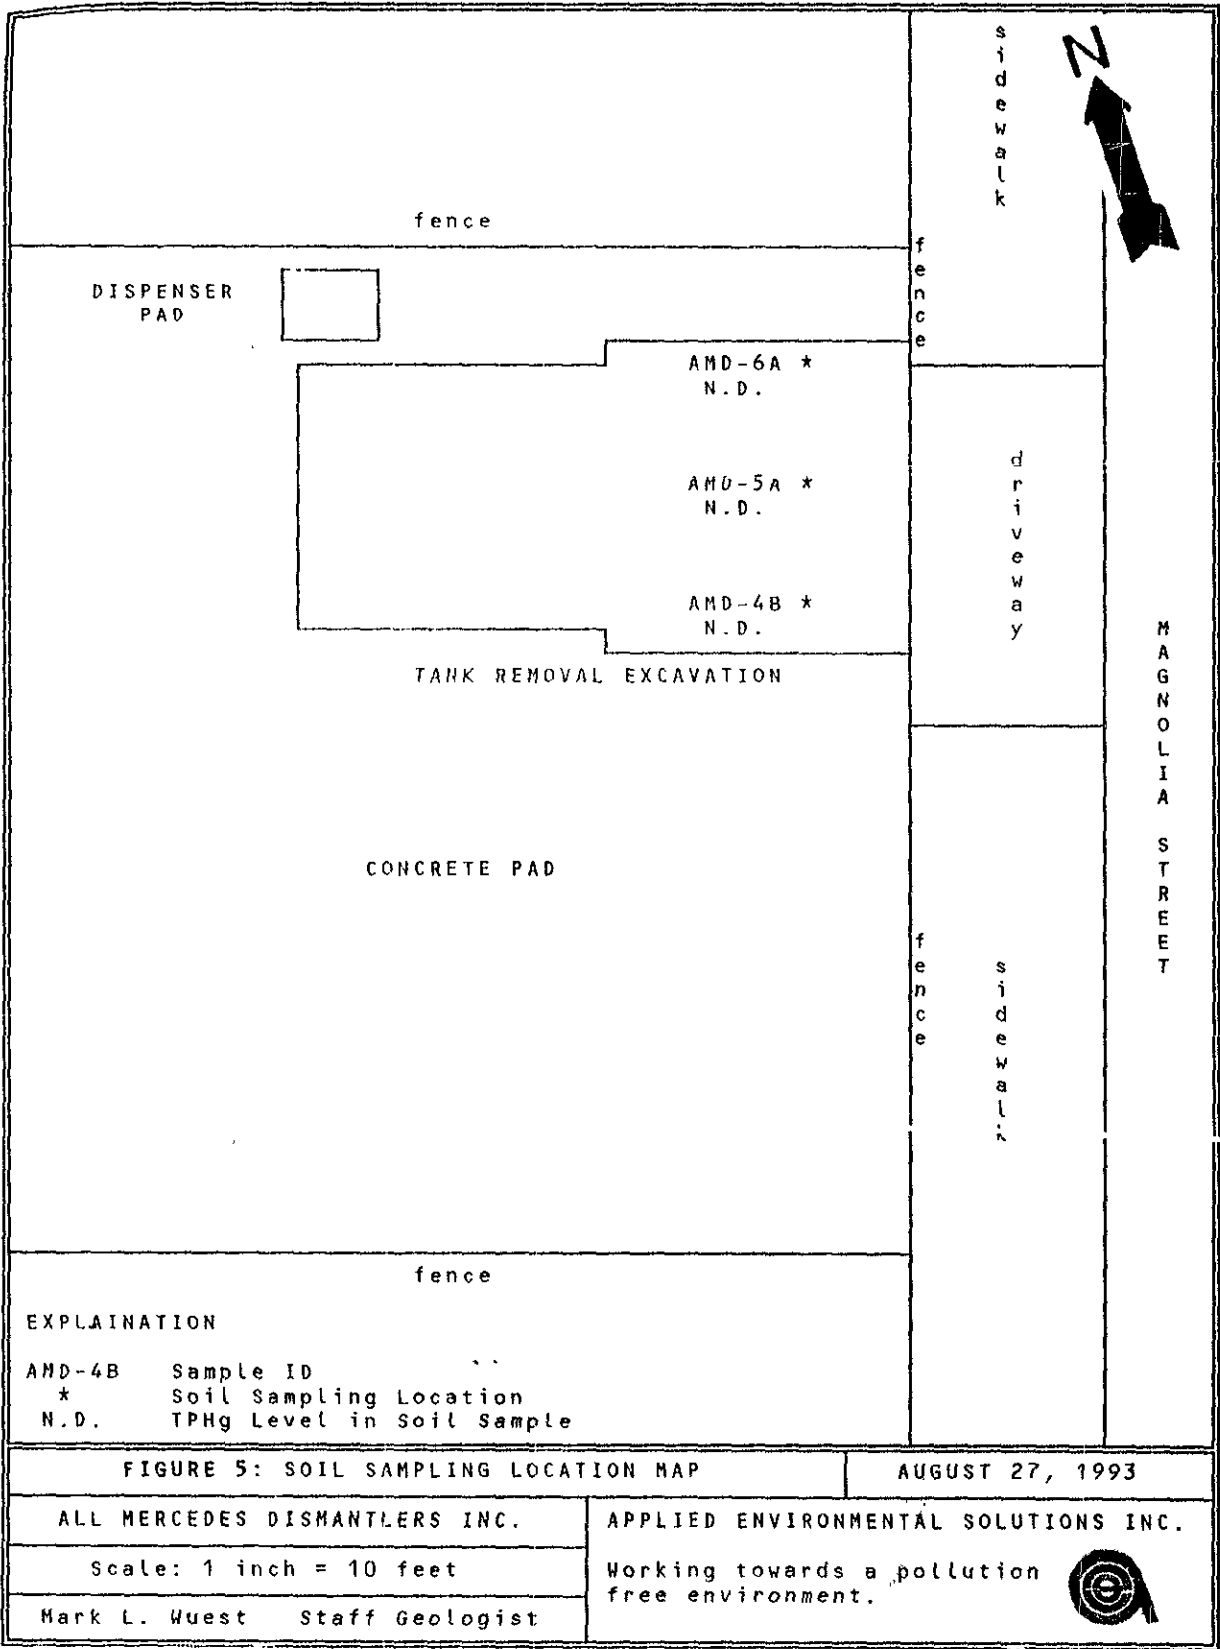 sidewalk
N
fence
fence
DISPENSER
PAD
AMD-6A *
N.D.
AMD-5A *
N.D.
driveway
AMD-4B *
N.D.
TANK REMOVAL EXCAVATION
MAGNOLIA STREET
CONCRETE PAD
fence
sidewalk
fence
EXPLAINATION
AMD-4B Sample ID
* Soil Sampling Location
N.D. TPHg Level in Soil Sample
FIGURE 5: SOIL SAMPLING LOCATION MAP
AUGUST 27, 1993
ALL MERCEDES DISMANTLERS INC.
Scale: 1 inch = 10 feet
Mark L. Wuest Staff Geologist
APPLIED ENVIRONMENTAL SOLUTIONS INC.
Working towards a pollution
free environment.
e